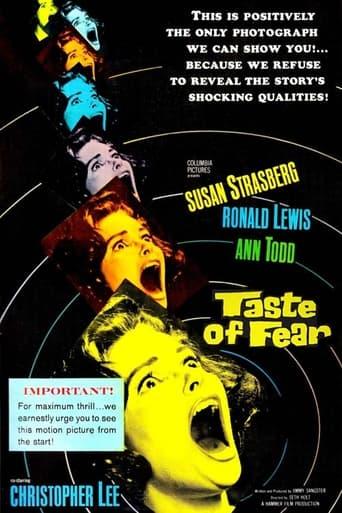 THIS IS POSITIVELY
THE ONLY PHOTOGRAPH
WE CAN SHOW YOU!...
BECAUSE WE REFUSE
TO REVEAL THE STORY'S
SHOCKING QUALITIES!
COLUMBIA
PICTURES
presents
SUSAN STRASBERG
RONALD LEWIS
ANN TODD
Taste
of Fear
IMPORTANT!
For maximum thrill...we
earnestly urge you to see
this motion picture from
the start!
co-starring
CHRISTOPHER LEE
Written and Produced by JIMMY SANGSTER
Directed by SETH HOLT
A HAMMER FILM PRODUCTION